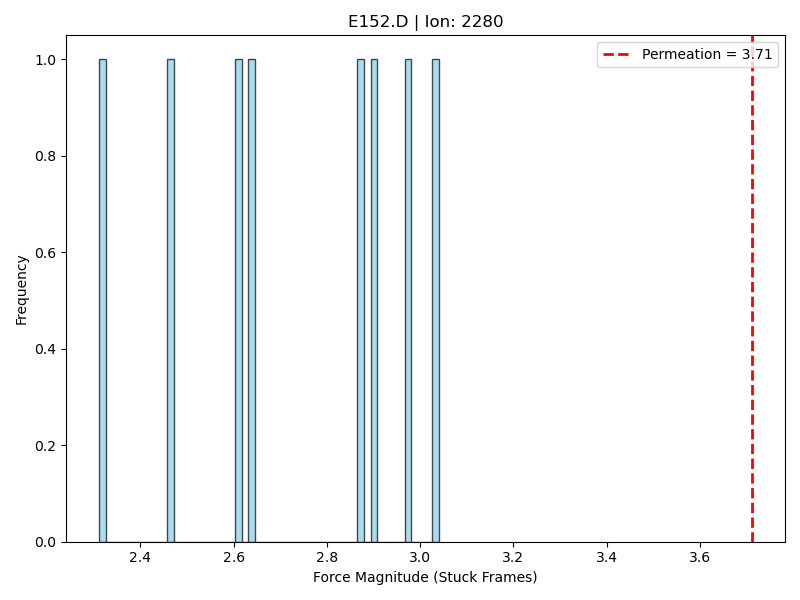 E152.D | Ion: 2280
Permeation = 3.71
1.0
0.8
0.6
0.4
0.2
0.0
Frequency
2.4 2.6 2.8 3.0 3.2 3.4 3.6
Force Magnitude (Stuck Frames)